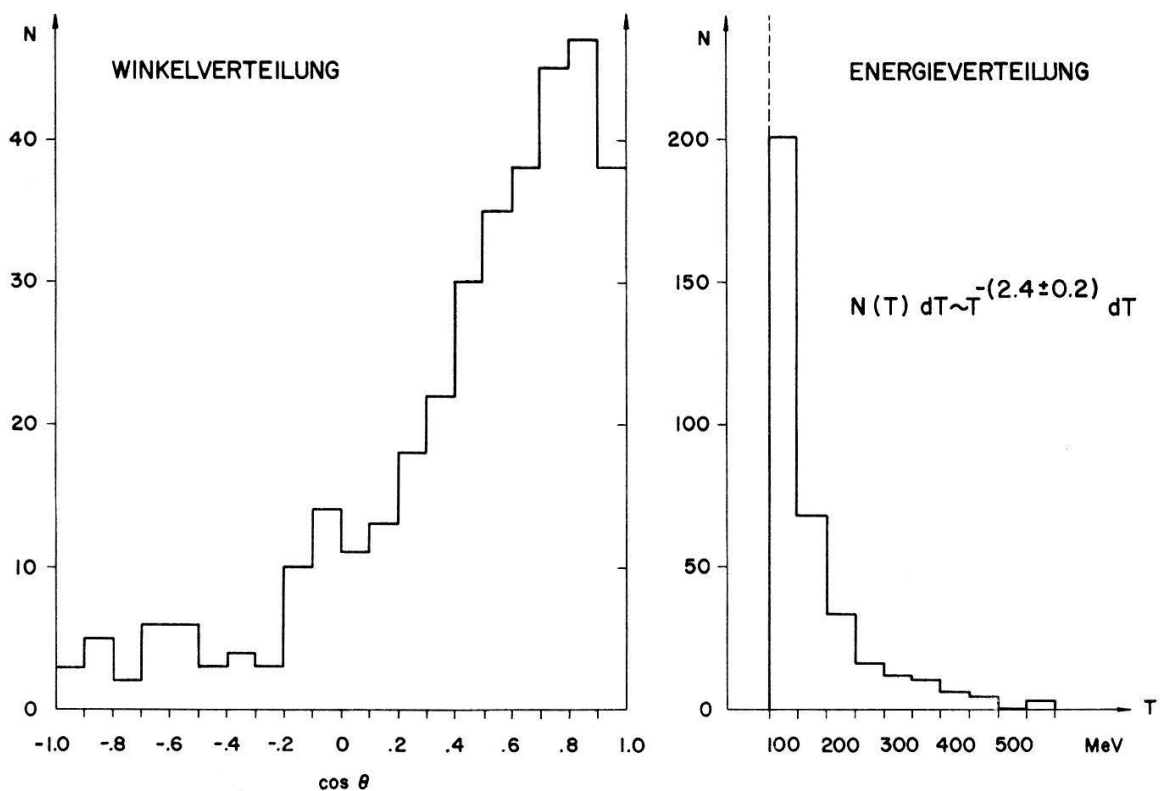 N
WINKELVERTEILUNG
40
30
20
10
0
-1.0 -.8 -.6 -.4 -.2 0 .2 .4 .6 .8 1.0
cos θ
N
ENERGIEVERTEILUNG
200
150
100
50
0
N(T) dT~T^-(2.4±0.2) dT
T
100 200 300 400 500 MeV